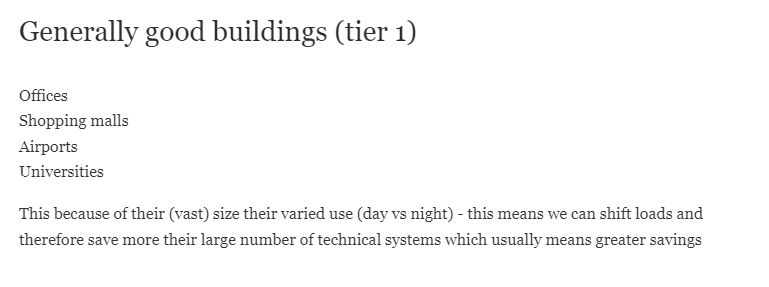 Generally good buildings (tier 1)
Offices
Shopping malls
Airports
Universities
This because of their (vast) size their varied use (day vs night) - this means we can shift loads and
therefore save more their large number of technical systems which usually means greater savings